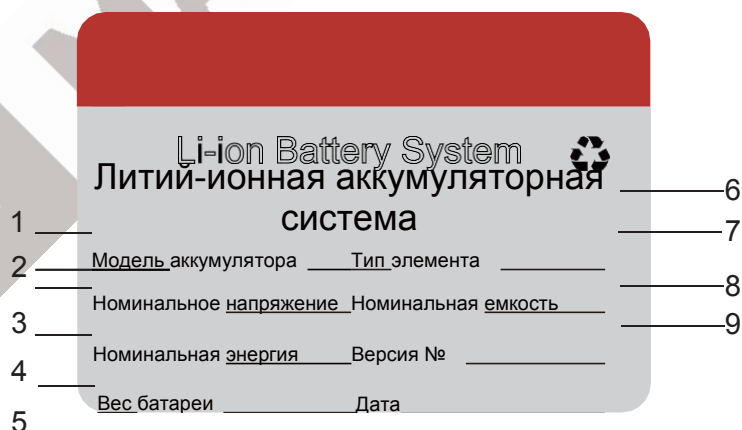 Li-ion Battery System
Литий-ионная аккумуляторная
система
6
1
7
Модель аккумулятора Тип элемента
2
8
Номинальное напряжение Номинальная емкость
3
9
Номинальная энергия Версия №
4
Вес батареи Дата
5